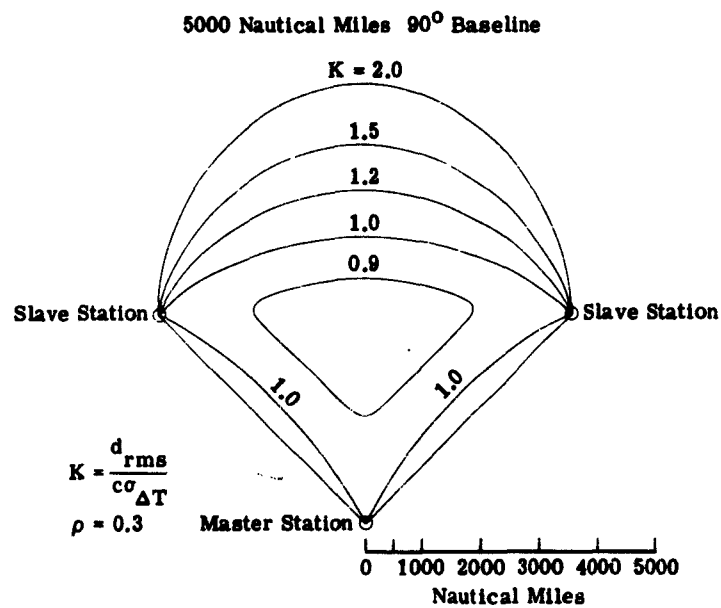 5000 Nautical Miles 90° Baseline
K = 2.0
1.5
1.2
1.0
0.9
Slave Station
Slave Station
1.0
1.0
K = d_rms / cσ_ΔT
ρ = 0.3
Master Station
0 1000 2000 3000 4000 5000
Nautical Miles